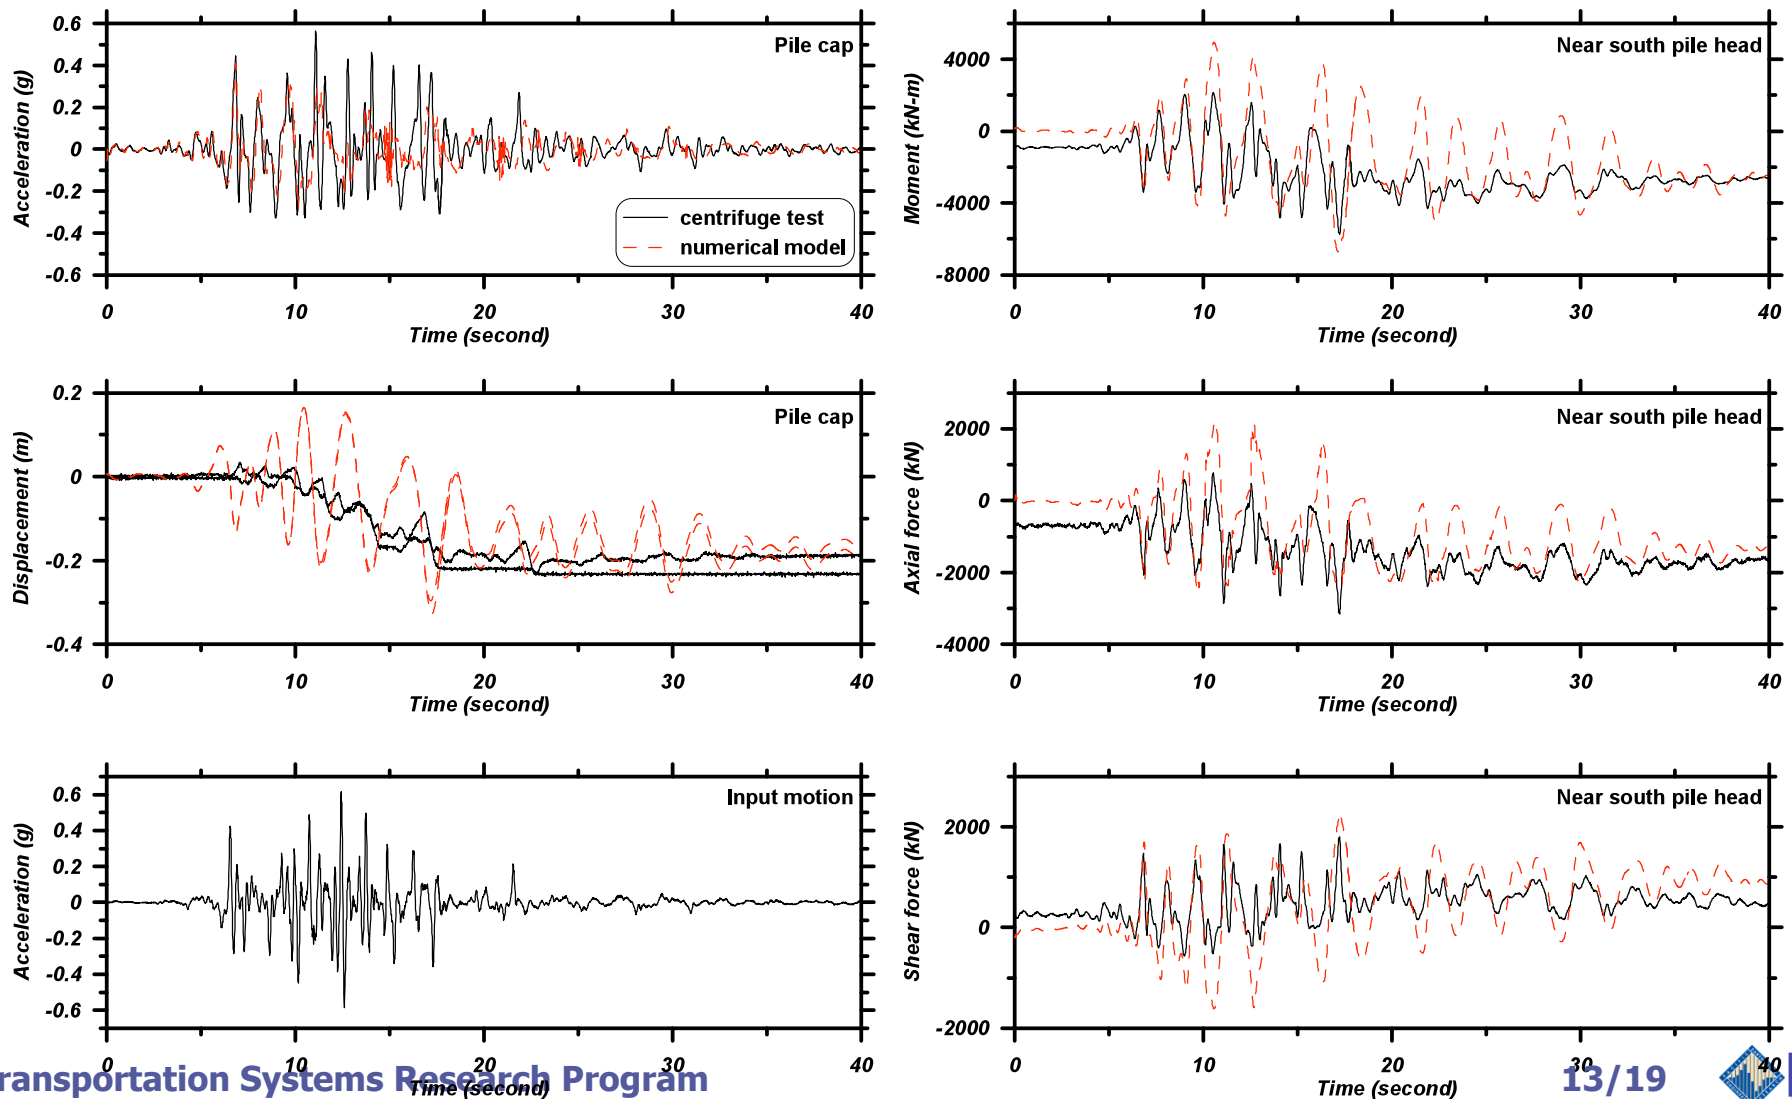 0.6
0.4
0.2
0
-0.2
-0.4
-0.6
Acceleration (g)
Pile cap
centrifuge test
numerical model
0 10 20 30 40
Time (second)
4000
0
-4000
-8000
Moment (kN-m)
Near south pile head
0 10 20 30 40
Time (second)
0.2
0
-0.2
-0.4
Displacement (m)
Pile cap
0 10 20 30 40
Time (second)
2000
0
-2000
-4000
Axial force (kN)
Near south pile head
0 10 20 30 40
Time (second)
0.6
0.4
0.2
0
-0.2
-0.4
-0.6
Acceleration (g)
Input motion
0 10 20 30 40
Time (second)
2000
0
-2000
Shear force (kN)
Near south pile head
0 10 20 30 40
Time (second)
ransportation Systems Research Program
13/19